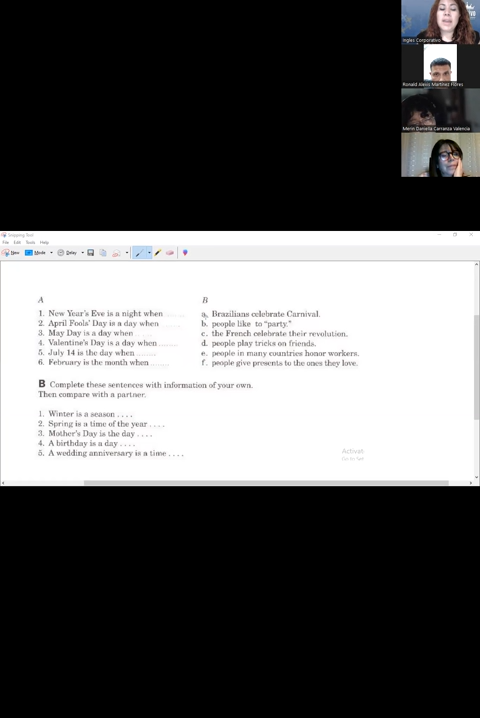 Ingles Corporativo
Ronald Alexis Martinez Flores
Merin Daniella Carranza Valencia
Snipping Tool
File Edit Tools Help
New Mode Delay
A
1. New Year's Eve is a night when ........
2. April Fools' Day is a day when ........
3. May Day is a day when ........
4. Valentine's Day is a day when ........
5. July 14 is the day when ........
6. February is the month when ........
B
a. Brazilians celebrate Carnival.
b. people like to "party."
c. the French celebrate their revolution.
d. people play tricks on friends.
e. people in many countries honor workers.
f. people give presents to the ones they love.
B Complete these sentences with information of your own.
Then compare with a partner.
1. Winter is a season . . . .
2. Spring is a time of the year . . . .
3. Mother's Day is the day . . . .
4. A birthday is a day . . . .
5. A wedding anniversary is a time . . . .